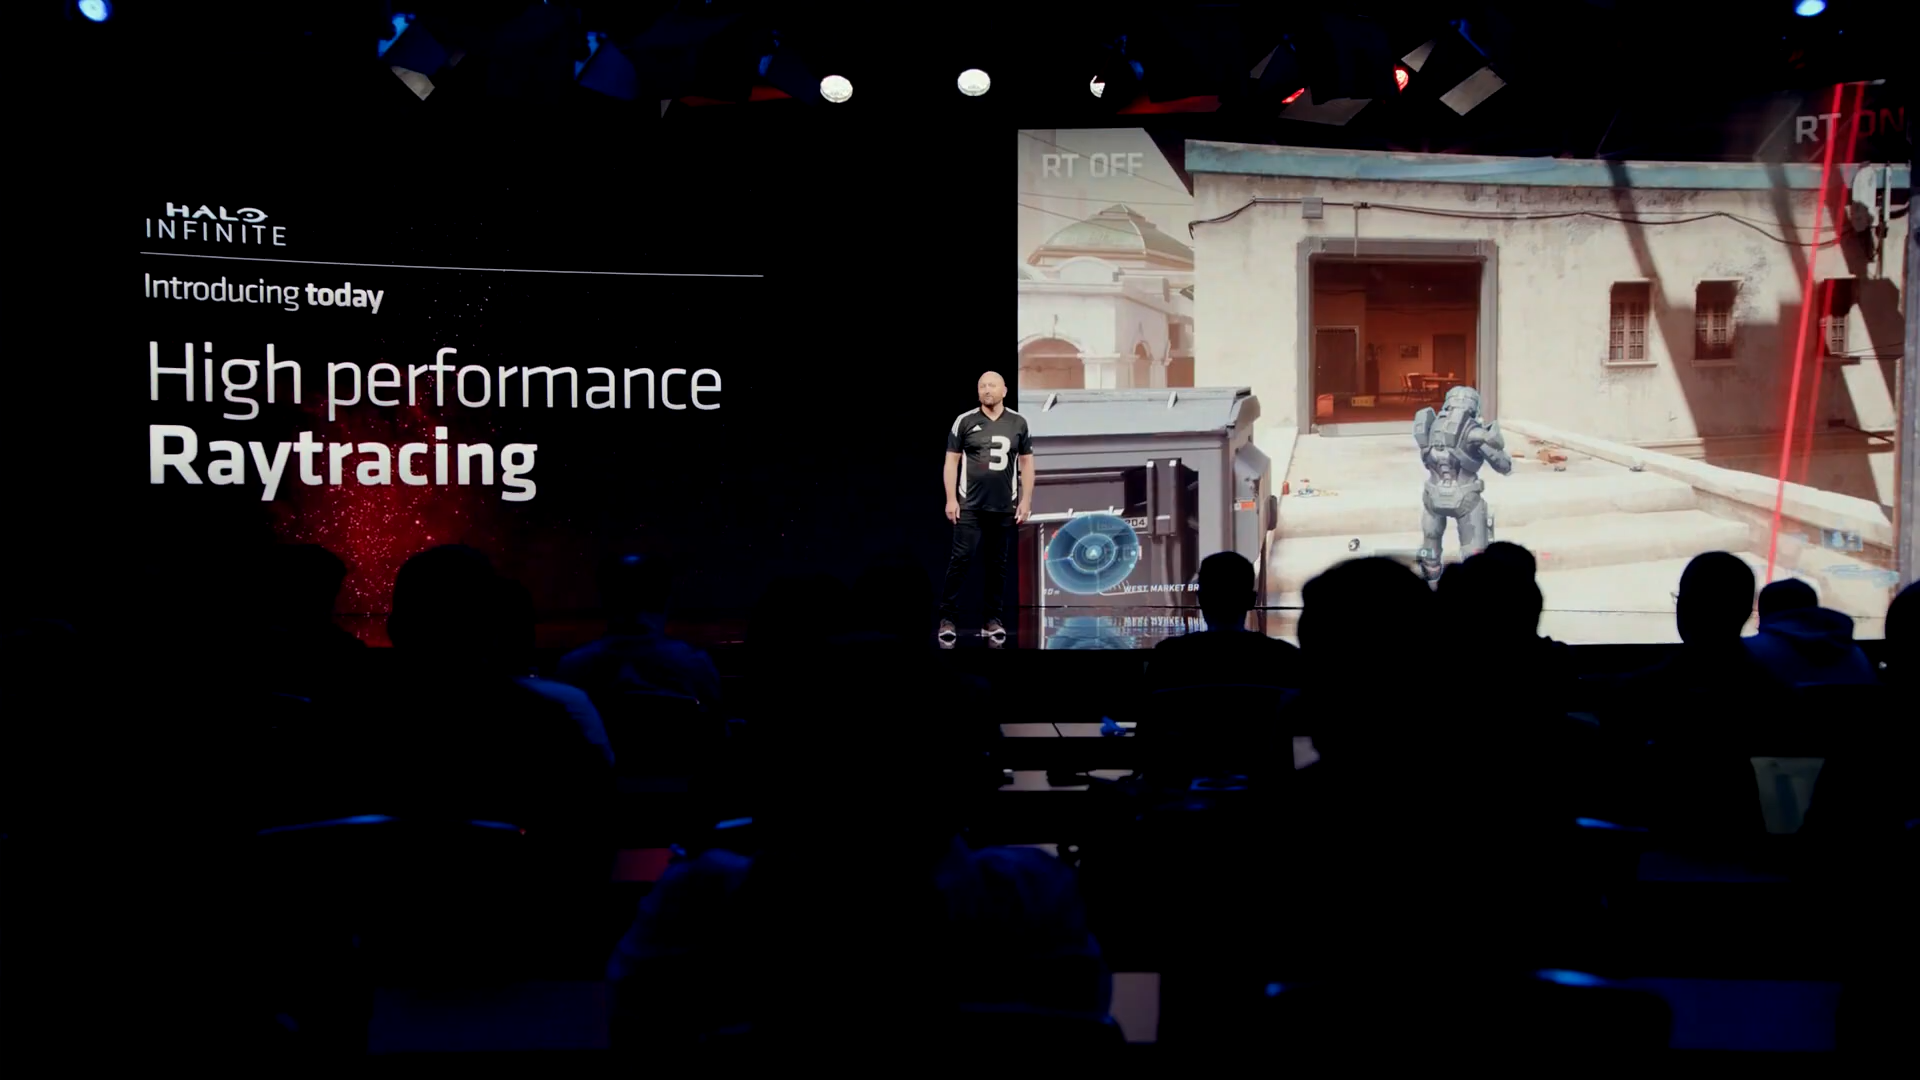 HALO
INFINITE
Introducing today
High performance
Raytracing
RT OFF
RT ON
3
WEST MARKET BR